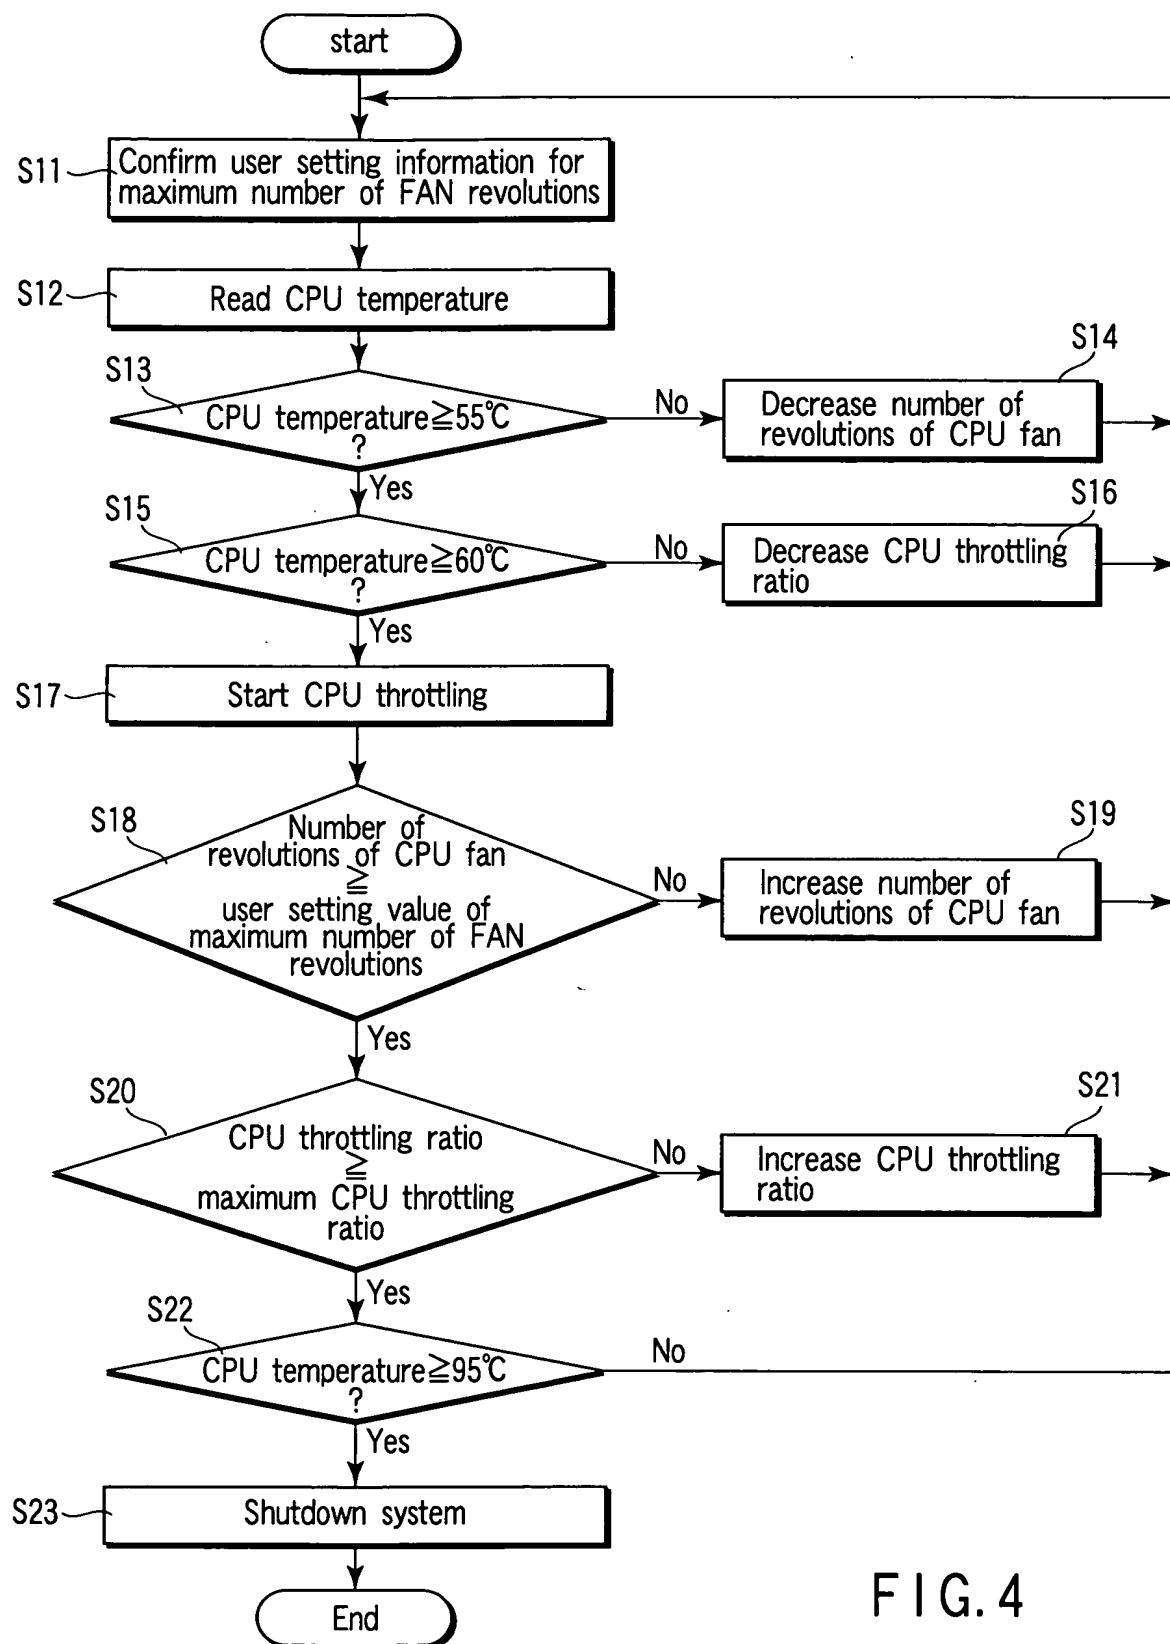 start
S11
Confirm user setting information for
maximum number of FAN revolutions
S12
Read CPU temperature
S13
CPU temperature≧55℃
?
No
S14
Decrease number of
revolutions of CPU fan
Yes
S15
CPU temperature≧60℃
?
No
S16
Decrease CPU throttling
ratio
Yes
S17
Start CPU throttling
S18
Number of
revolutions of CPU fan
≧
user setting value of
maximum number of FAN
revolutions
No
S19
Increase number of
revolutions of CPU fan
Yes
S20
CPU throttling ratio
≧
maximum CPU throttling
ratio
No
S21
Increase CPU throttling
ratio
Yes
S22
CPU temperature≧95℃
?
No
Yes
S23
Shutdown system
End
FIG. 4